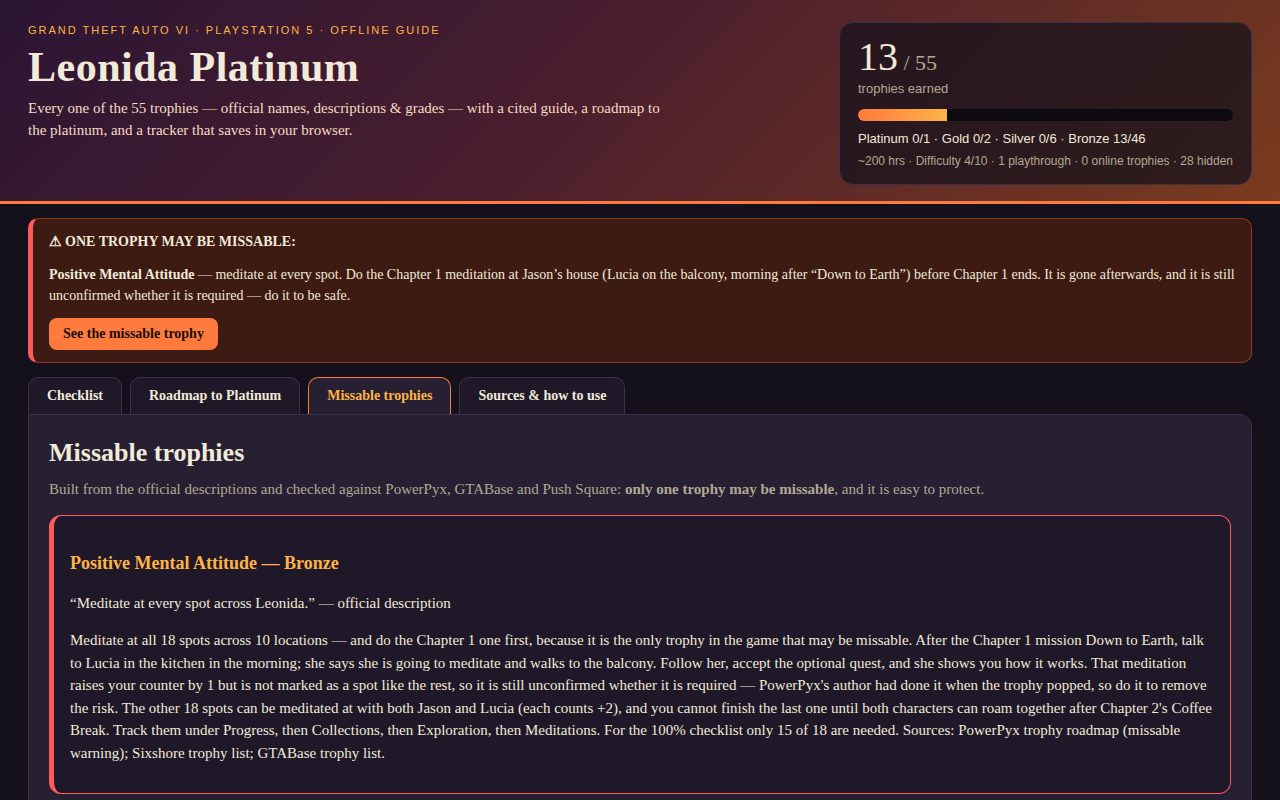 GRAND THEFT AUTO VI · PLAYSTATION 5 · OFFLINE GUIDE
Leonida Platinum
Every one of the 55 trophies — official names, descriptions & grades — with a cited guide, a roadmap to
the platinum, and a tracker that saves in your browser.
13 / 55
trophies earned
Platinum 0/1 · Gold 0/2 · Silver 0/6 · Bronze 13/46
~200 hrs · Difficulty 4/10 · 1 playthrough · 0 online trophies · 28 hidden
⚠ ONE TROPHY MAY BE MISSABLE:
Positive Mental Attitude — meditate at every spot. Do the Chapter 1 meditation at Jason’s house (Lucia on the balcony, morning after “Down to Earth”) before Chapter 1 ends. It is gone afterwards, and it is still
unconfirmed whether it is required — do it to be safe.
See the missable trophy
Checklist
Roadmap to Platinum
Missable trophies
Sources & how to use
Missable trophies
Built from the official descriptions and checked against PowerPyx, GTABase and Push Square: only one trophy may be missable, and it is easy to protect.
Positive Mental Attitude — Bronze
“Meditate at every spot across Leonida.” — official description
Meditate at all 18 spots across 10 locations — and do the Chapter 1 one first, because it is the only trophy in the game that may be missable. After the Chapter 1 mission Down to Earth, talk
to Lucia in the kitchen in the morning; she says she is going to meditate and walks to the balcony. Follow her, accept the optional quest, and she shows you how it works. That meditation
raises your counter by 1 but is not marked as a spot like the rest, so it is still unconfirmed whether it is required — PowerPyx's author had done it when the trophy popped, so do it to remove
the risk. The other 18 spots can be meditated at with both Jason and Lucia (each counts +2), and you cannot finish the last one until both characters can roam together after Chapter 2's Coffee
Break. Track them under Progress, then Collections, then Exploration, then Meditations. For the 100% checklist only 15 of 18 are needed. Sources: PowerPyx trophy roadmap (missable
warning); Sixshore trophy list; GTABase trophy list.